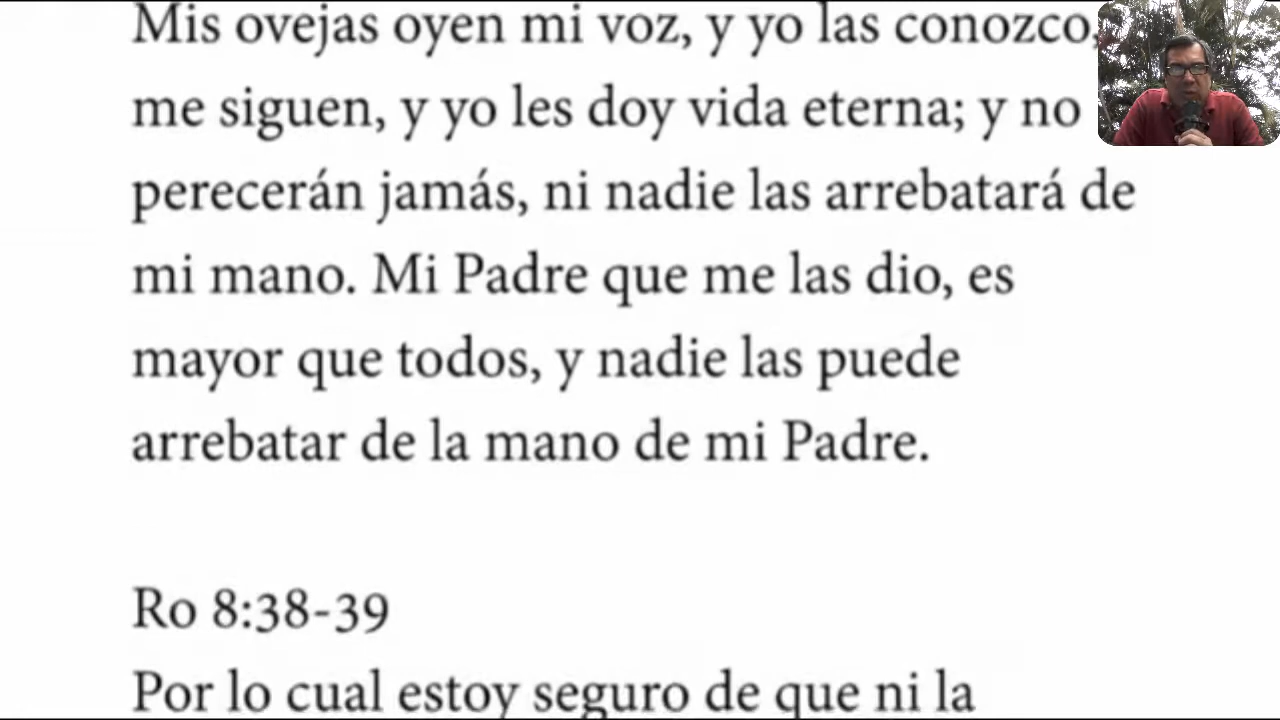 Mis ovejas oyen mi voz, y yo las conozco,
me siguen, y yo les doy vida eterna; y no
perecerán jamás, ni nadie las arrebatará de
mi mano. Mi Padre que me las dio, es
mayor que todos, y nadie las puede
arrebatar de la mano de mi Padre.
Ro 8:38-39
Por lo cual estoy seguro de que ni la